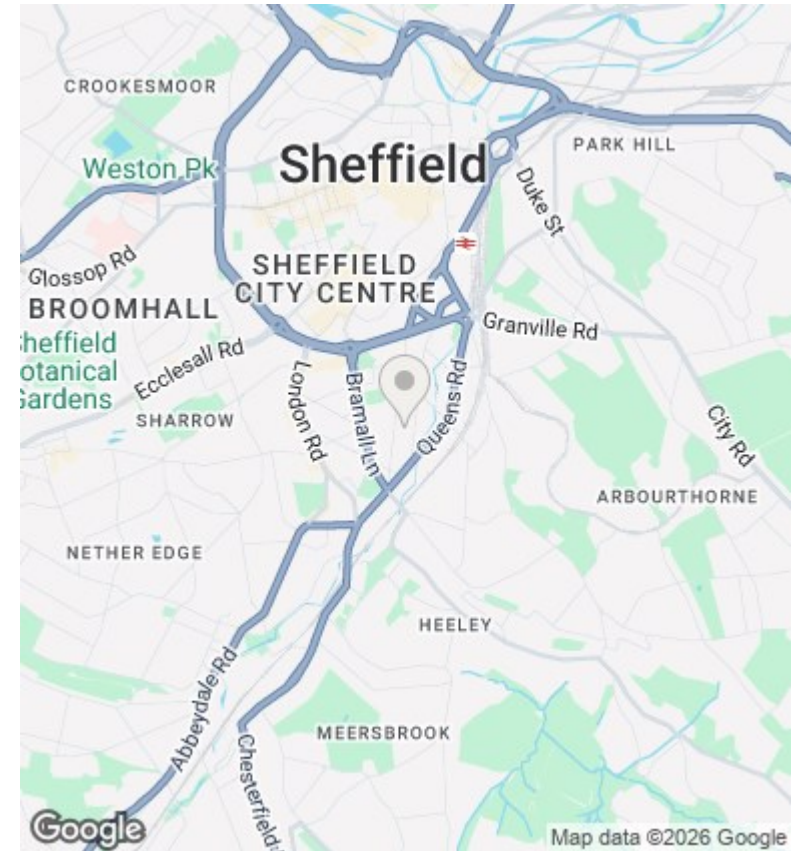 CROOKESMOOR
PARK HILL
Weston Pk
Sheffield
Duke St
Glossop Rd
SHEFFIELD
CITY CENTRE
BROOMHALL
Granville Rd
Sheffield
Botanical
Gardens
Ecclesall Rd
London Rd
Bramall Ln
Queens Rd
City Rd
SHARROW
ARBOURTHORNE
NETHER EDGE
HEELEY
Abbeydale Rd
MEERSBROOK
Chesterfield
Google
Map data ©2026 Google